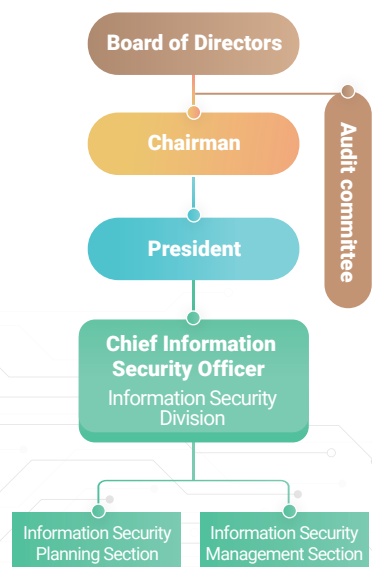 Board of Directors
Chairman
Audit committee
President
Chief Information
Security Officer
Information Security
Division
Information Security
Planning Section
Information Security
Management Section